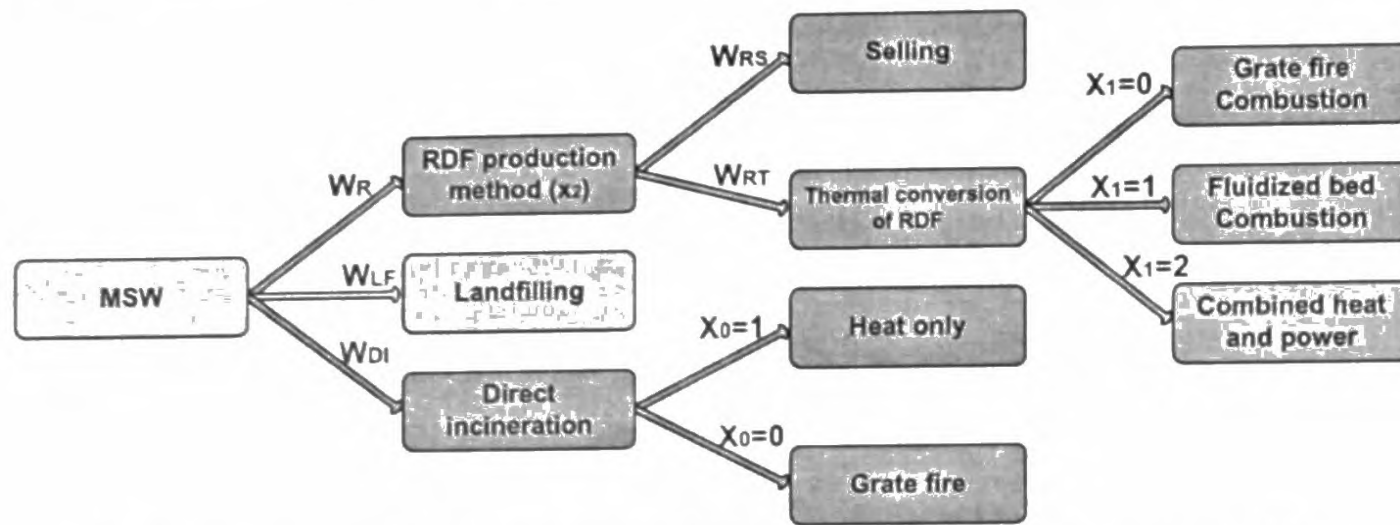 MSW
WR
WLF
WDI
RDF production
method (x2)
Landfilling
Direct
incineration
WRS
WRT
X0=1
X0=0
Selling
Thermal conversion
of RDF
Heat only
Grate fire
X1=0
X1=1
X1=2
Grate fire
Combustion
Fluidized bed
Combustion
Combined heat
and power